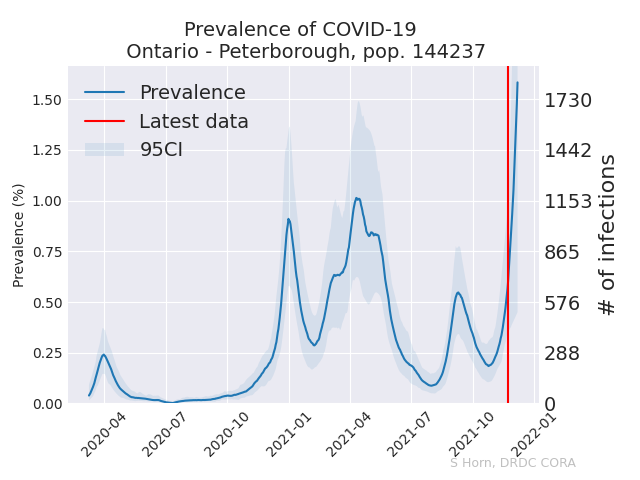 Prevalence of COVID-19
Ontario - Peterborough, pop. 144237
Prevalence
Latest data
95CI
Prevalence (%)
1.50
1.25
1.00
0.75
0.50
0.25
0.00
1730
1442
1153
865
576
288
0
# of infections
2020-04
2020-07
2020-10
2021-01
2021-04
2021-07
2021-10
2022-01
S Horn, DRDC CORA